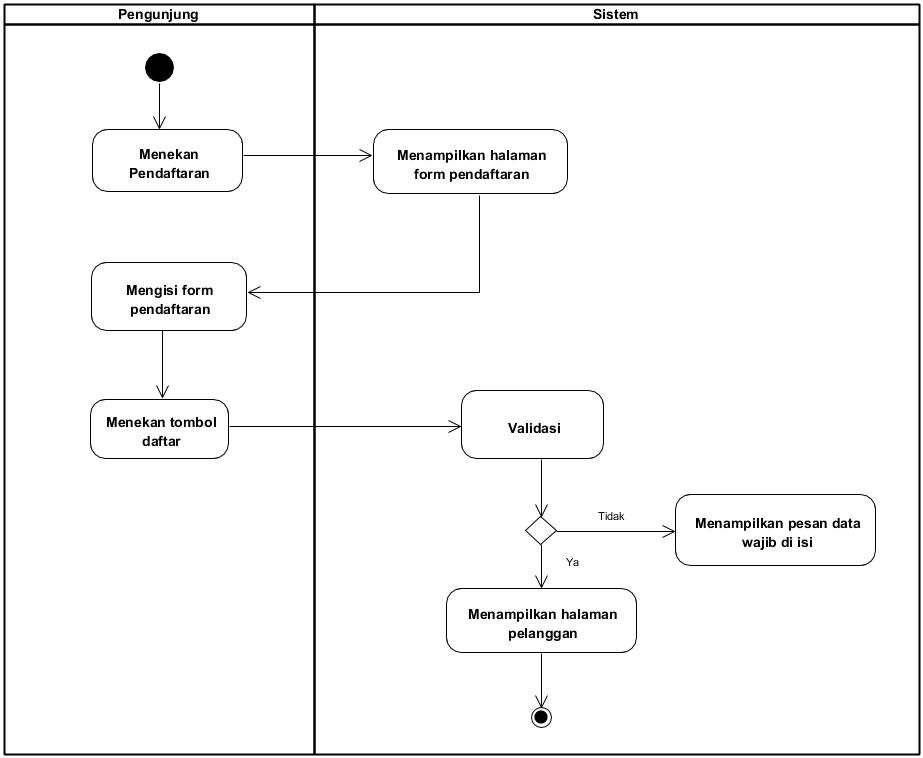 Pengunjung
Sistem
Menekan
Pendaftaran
Menampilkan halaman
form pendaftaran
Mengisi form
pendaftaran
Menekan tombol
daftar
Validasi
Tidak
Menampilkan pesan data
wajib di isi
Ya
Menampilkan halaman
pelanggan